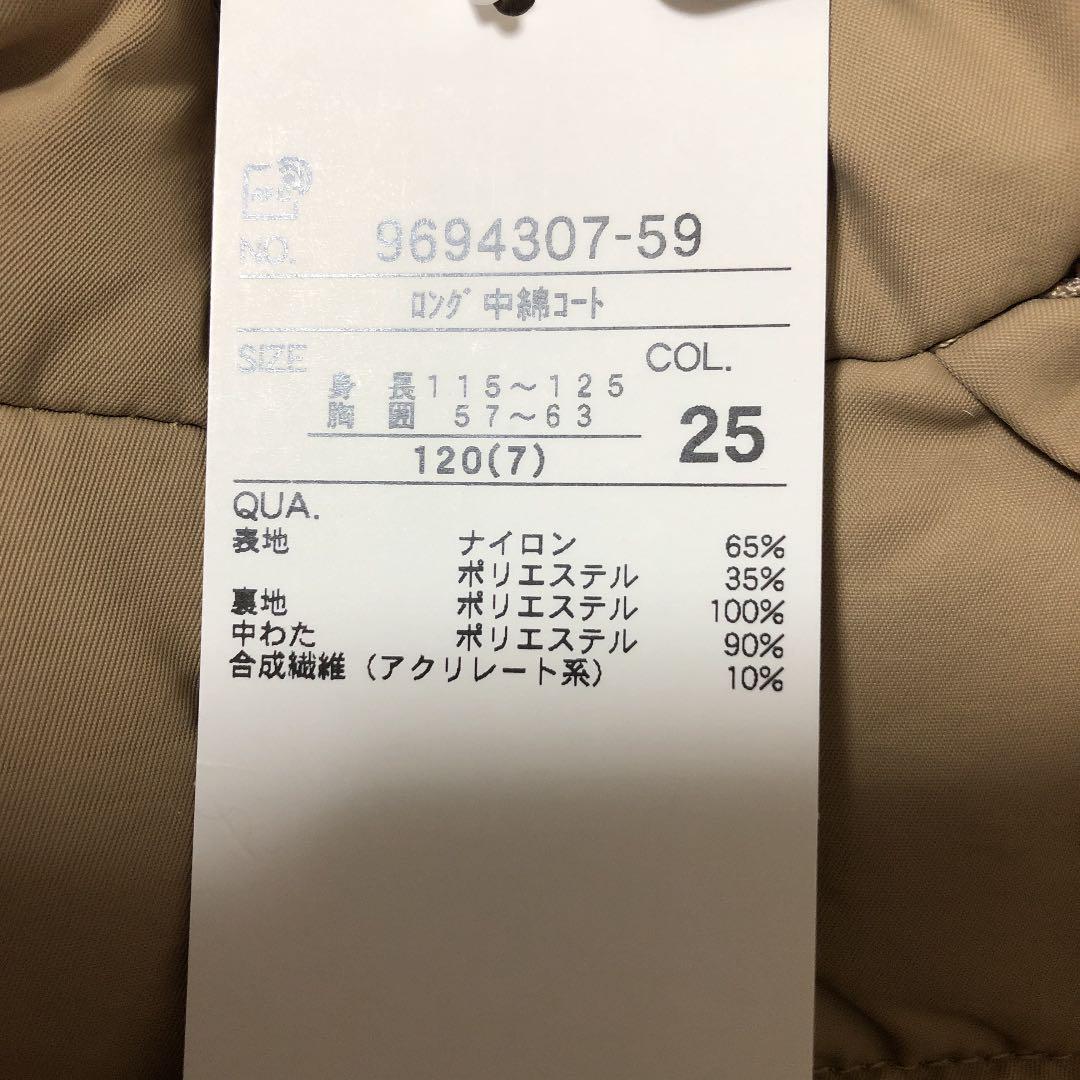 NO. 9694307-59
ロング中綿コート
SIZE COL.
身 長 115～125
胸 囲 57～63
25
120(7)
QUA.
表地 ナイロン 65%
ポリエステル 35%
裏地 ポリエステル 100%
中わた ポリエステル 90%
合成繊維（アクリレート系） 10%